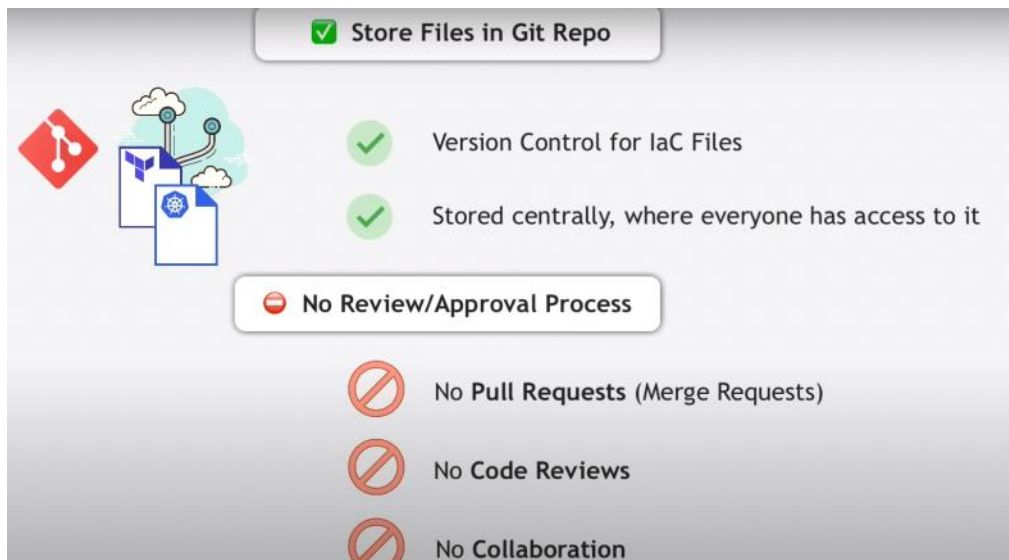 Store Files in Git Repo
Version Control for IaC Files
Stored centrally, where everyone has access to it
No Review/Approval Process
No Pull Requests (Merge Requests)
No Code Reviews
No Collaboration